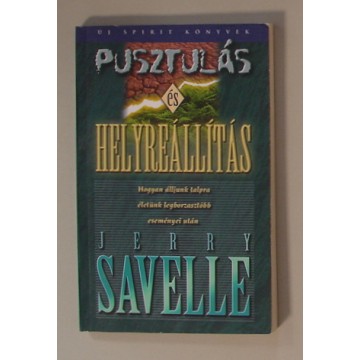 ÚJ SPIRIT KÖNYVEK
PUSZTULÁS
és
HELYREÁLLÍTÁS
Hogyan álljunk talpra
életünk legborzasztóbb
eseményei után
JERRY
SAVELLE